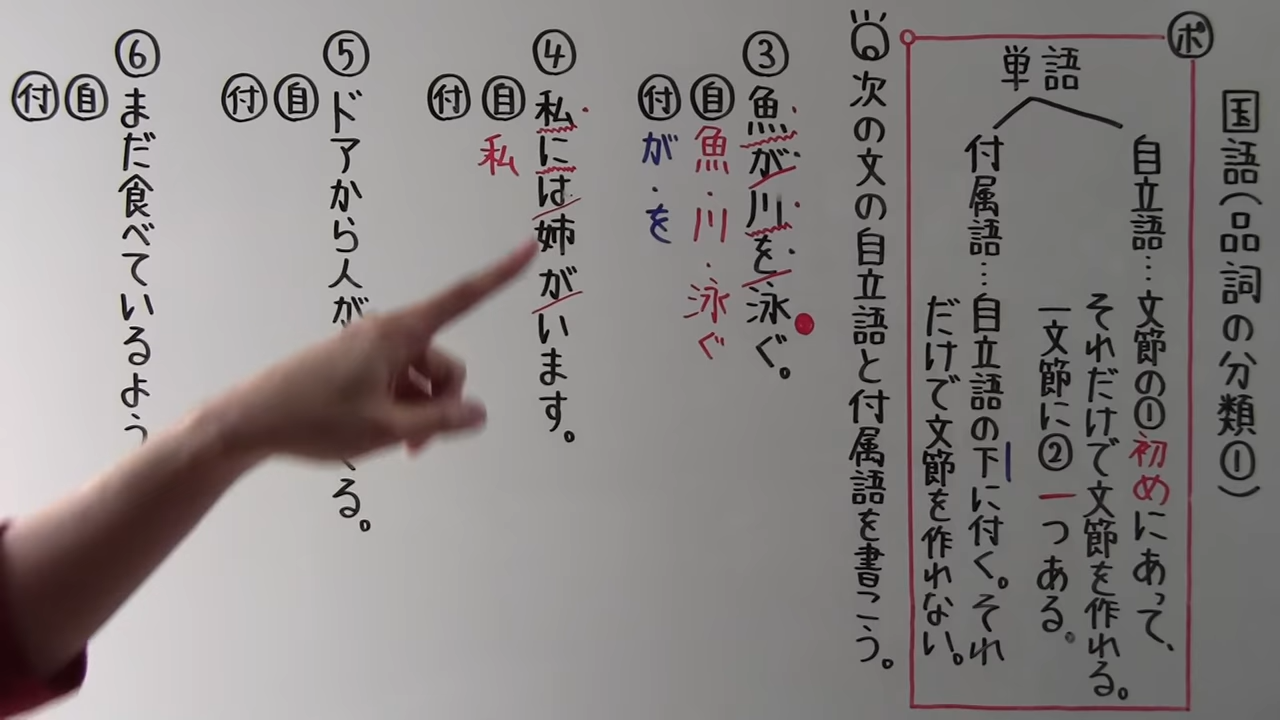 国語(品詞の分類①)
ポ
単語
自立語…文節の①初めにあって、
それだけで文節を作れる。
一文節に②一つある。
付属語…自立語の下に付く。それ
だけで文節を作れない。
次の文の自立語と付属語を書こう。
③魚が川を泳ぐ。
自 魚・川・泳ぐ
付 が・を
④私には姉がいます。
自 私
付
⑤ドアから人が る。
自
付
⑥まだ食べているよう
自
付